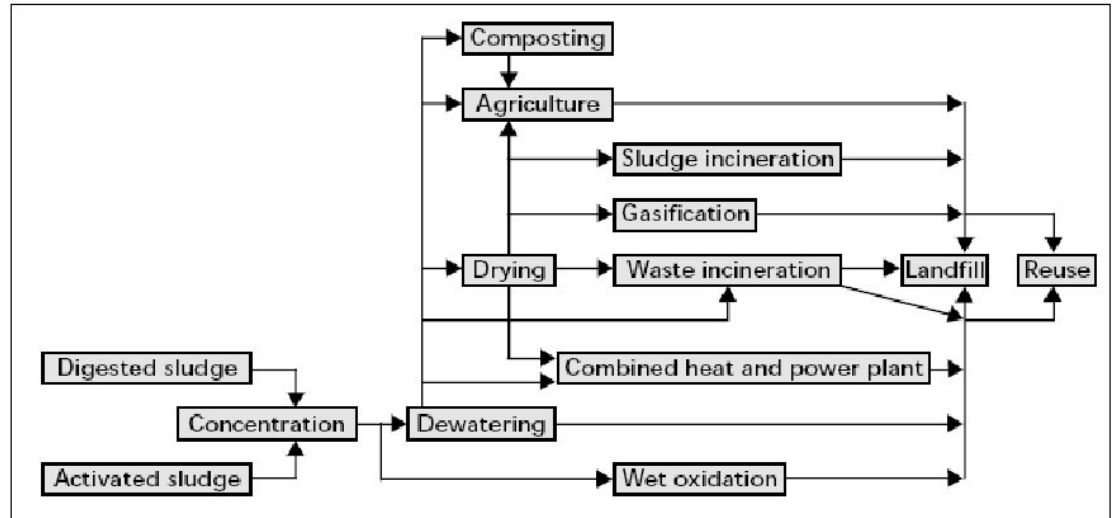 Composting
Agriculture
Sludge incineration
Gasification
Drying
Waste incineration
Landfill
Reuse
Digested sludge
Combined heat and power plant
Concentration
Dewatering
Activated sludge
Wet oxidation